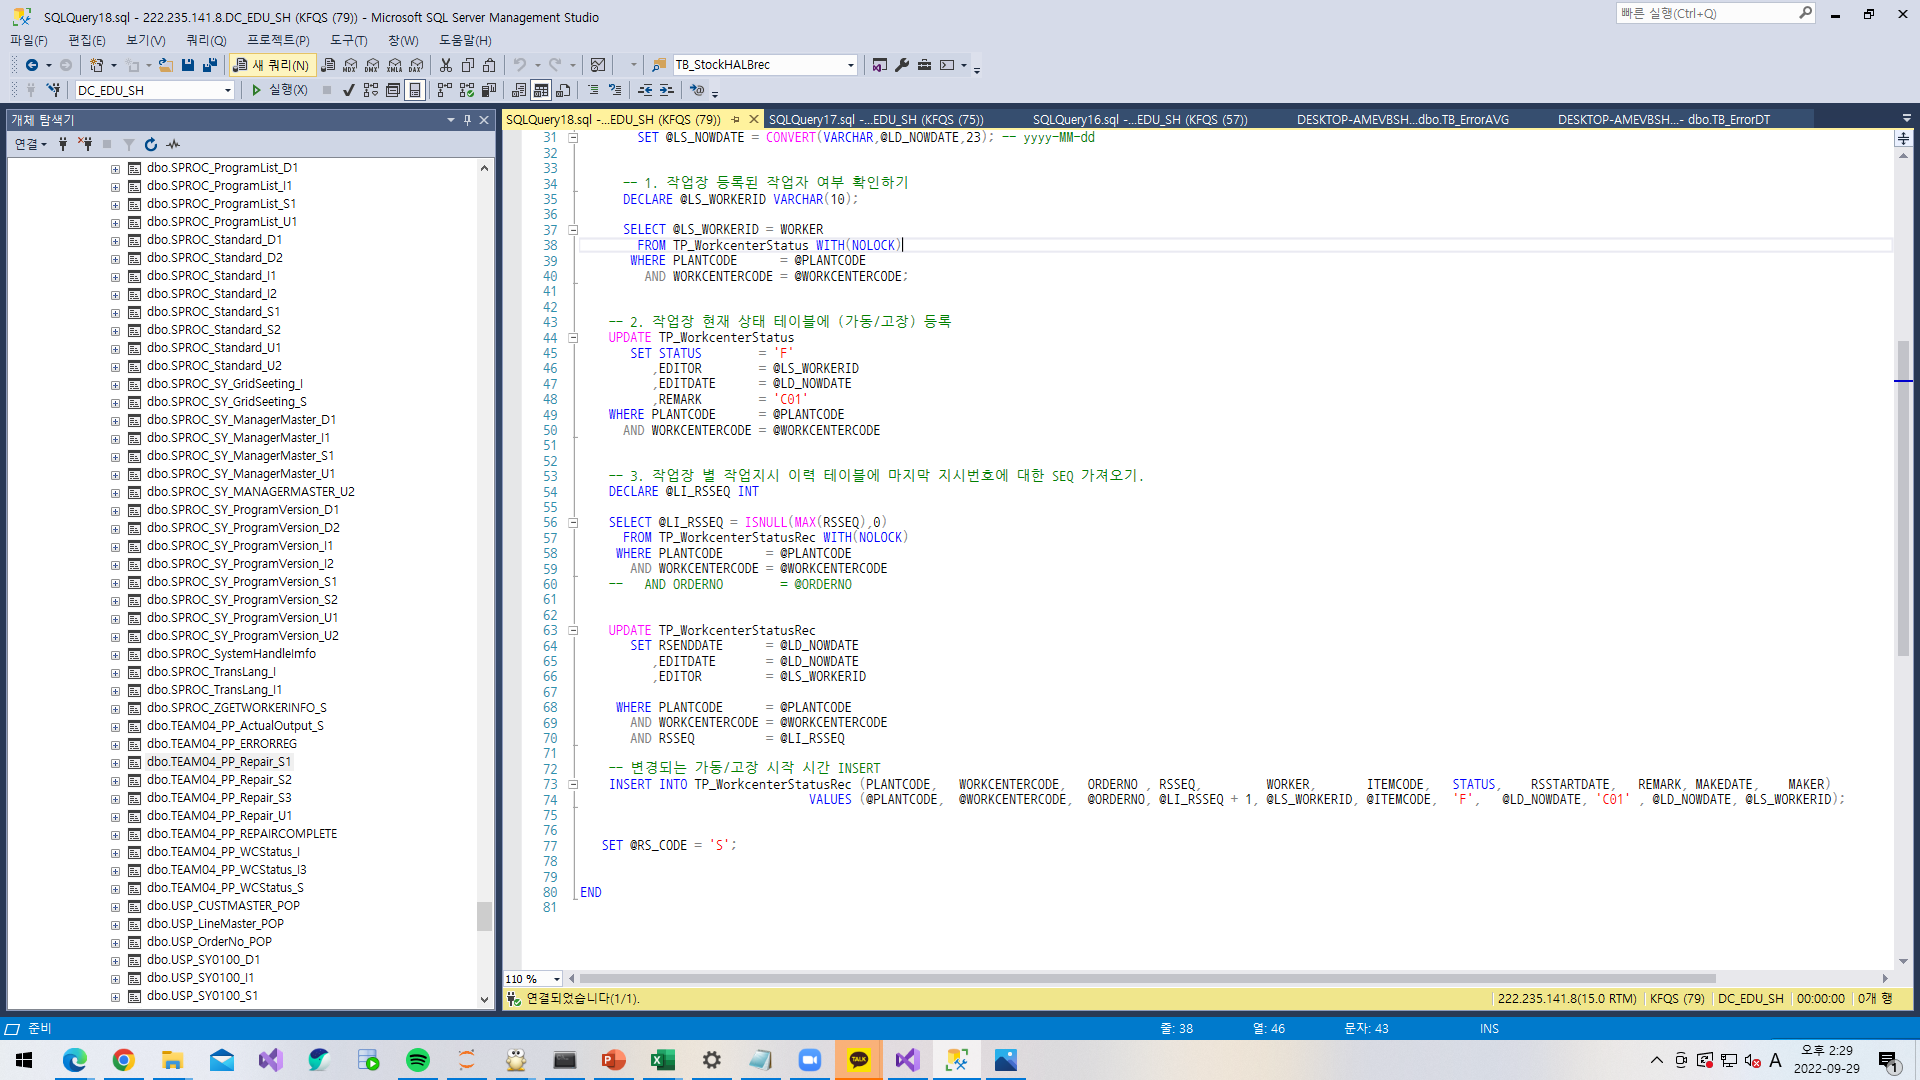 SQLQuery18.sql - 222.235.141.8.DC_EDU_SH (KFQS (79)) - Microsoft SQL Server Management Studio
빠른 실행(Ctrl+Q)
파일(F) 편집(E) 보기(V) 쿼리(Q) 프로젝트(P) 도구(T) 창(W) 도움말(H)
새 쿼리(N) MDX DMX XMLA DAX TB_StockHALBrec
DC_EDU_SH 실행(X)
개체 탐색기
연결
dbo.SPROC_ProgramList_D1
dbo.SPROC_ProgramList_I1
dbo.SPROC_ProgramList_S1
dbo.SPROC_ProgramList_U1
dbo.SPROC_Standard_D1
dbo.SPROC_Standard_D2
dbo.SPROC_Standard_I1
dbo.SPROC_Standard_I2
dbo.SPROC_Standard_S1
dbo.SPROC_Standard_S2
dbo.SPROC_Standard_U1
dbo.SPROC_Standard_U2
dbo.SPROC_SY_GridSeeting_I
dbo.SPROC_SY_GridSeeting_S
dbo.SPROC_SY_ManagerMaster_D1
dbo.SPROC_SY_ManagerMaster_I1
dbo.SPROC_SY_ManagerMaster_S1
dbo.SPROC_SY_ManagerMaster_U1
dbo.SPROC_SY_MANAGERMASTER_U2
dbo.SPROC_SY_ProgramVersion_D1
dbo.SPROC_SY_ProgramVersion_D2
dbo.SPROC_SY_ProgramVersion_I1
dbo.SPROC_SY_ProgramVersion_I2
dbo.SPROC_SY_ProgramVersion_S1
dbo.SPROC_SY_ProgramVersion_S2
dbo.SPROC_SY_ProgramVersion_U1
dbo.SPROC_SY_ProgramVersion_U2
dbo.SPROC_SystemHandleImfo
dbo.SPROC_TransLang_I
dbo.SPROC_TransLang_I1
dbo.SPROC_ZGETWORKERINFO_S
dbo.TEAM04_PP_ActualOutput_S
dbo.TEAM04_PP_ERRORREG
dbo.TEAM04_PP_Repair_S1
dbo.TEAM04_PP_Repair_S2
dbo.TEAM04_PP_Repair_S3
dbo.TEAM04_PP_Repair_U1
dbo.TEAM04_PP_REPAIRCOMPLETE
dbo.TEAM04_PP_WCStatus_I
dbo.TEAM04_PP_WCStatus_I3
dbo.TEAM04_PP_WCStatus_S
dbo.USP_CUSTMASTER_POP
dbo.USP_LineMaster_POP
dbo.USP_OrderNo_POP
dbo.USP_SY0100_D1
dbo.USP_SY0100_I1
dbo.USP_SY0100_S1
SQLQuery18.sql -...EDU_SH (KFQS (79)) SQLQuery17.sql -...EDU_SH (KFQS (75)) SQLQuery16.sql -...EDU_SH (KFQS (57)) DESKTOP-AMEVBSH...dbo.TB_ErrorAVG DESKTOP-AMEVBSH...- dbo.TB_ErrorDT
31 SET @LS_NOWDATE = CONVERT(VARCHAR,@LD_NOWDATE,23); -- yyyy-MM-dd
32
33
34 -- 1. 작업장 등록된 작업자 여부 확인하기
35 DECLARE @LS_WORKERID VARCHAR(10);
36
37 SELECT @LS_WORKERID = WORKER
38 FROM TP_WorkcenterStatus WITH(NOLOCK)
39 WHERE PLANTCODE = @PLANTCODE
40 AND WORKCENTERCODE = @WORKCENTERCODE;
41
42
43 -- 2. 작업장 현재 상태 테이블에 (가동/고장) 등록
44 UPDATE TP_WorkcenterStatus
45 SET STATUS = 'F'
46 ,EDITOR = @LS_WORKERID
47 ,EDITDATE = @LD_NOWDATE
48 ,REMARK = 'C01'
49 WHERE PLANTCODE = @PLANTCODE
50 AND WORKCENTERCODE = @WORKCENTERCODE
51
52
53 -- 3. 작업장 별 작업지시 이력 테이블에 마지막 지시번호에 대한 SEQ 가져오기.
54 DECLARE @LI_RSSEQ INT
55
56 SELECT @LI_RSSEQ = ISNULL(MAX(RSSEQ),0)
57 FROM TP_WorkcenterStatusRec WITH(NOLOCK)
58 WHERE PLANTCODE = @PLANTCODE
59 AND WORKCENTERCODE = @WORKCENTERCODE
60 -- AND ORDERNO = @ORDERNO
61
62
63 UPDATE TP_WorkcenterStatusRec
64 SET RSENDDATE = @LD_NOWDATE
65 ,EDITDATE = @LD_NOWDATE
66 ,EDITOR = @LS_WORKERID
67
68 WHERE PLANTCODE = @PLANTCODE
69 AND WORKCENTERCODE = @WORKCENTERCODE
70 AND RSSEQ = @LI_RSSEQ
71
72 -- 변경되는 가동/고장 시작 시간 INSERT
73 INSERT INTO TP_WorkcenterStatusRec (PLANTCODE, WORKCENTERCODE, ORDERNO , RSSEQ, WORKER, ITEMCODE, STATUS, RSSTARTDATE, REMARK, MAKEDATE, MAKER)
74 VALUES (@PLANTCODE, @WORKCENTERCODE, @ORDERNO, @LI_RSSEQ + 1, @LS_WORKERID, @ITEMCODE, 'F', @LD_NOWDATE, 'C01' , @LD_NOWDATE, @LS_WORKERID);
75
76
77 SET @RS_CODE = 'S';
78
79
80 END
81
110 %
연결되었습니다(1/1). 222.235.141.8(15.0 RTM) KFQS (79) DC_EDU_SH 00:00:00 0개 행
준비 줄: 38 열: 46 문자: 43 INS
TALK A 오후 2:29
2022-09-29 1